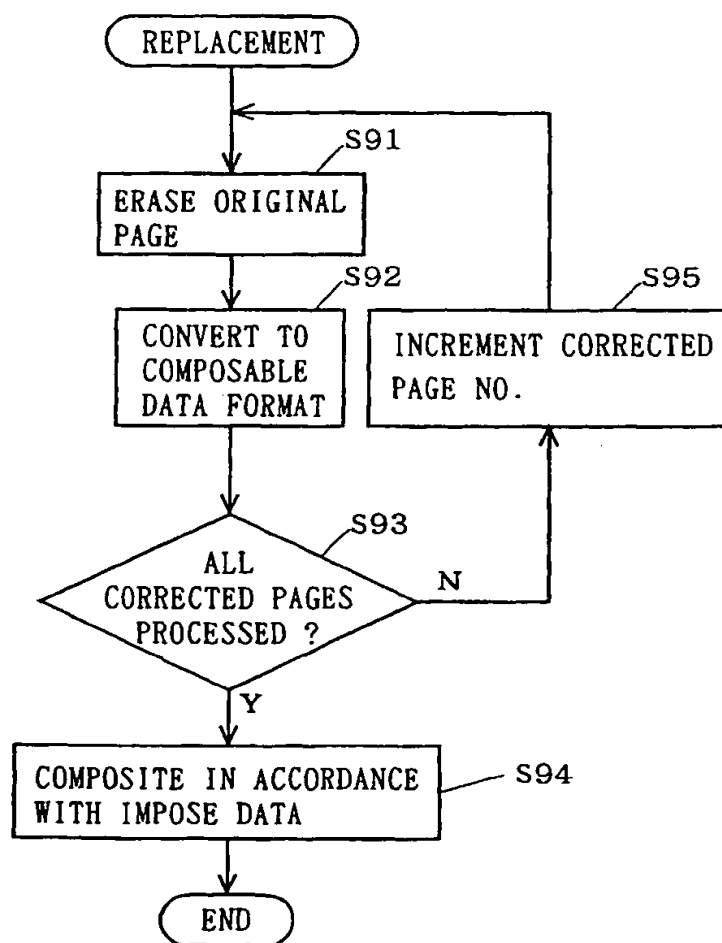 REPLACEMENT
S91
ERASE ORIGINAL
PAGE
S92
CONVERT TO
COMPOSABLE
DATA FORMAT
S95
INCREMENT CORRECTED
PAGE NO.
S93
ALL
CORRECTED PAGES
PROCESSED ?
N
Y
S94
COMPOSITE IN ACCORDANCE
WITH IMPOSE DATA
END